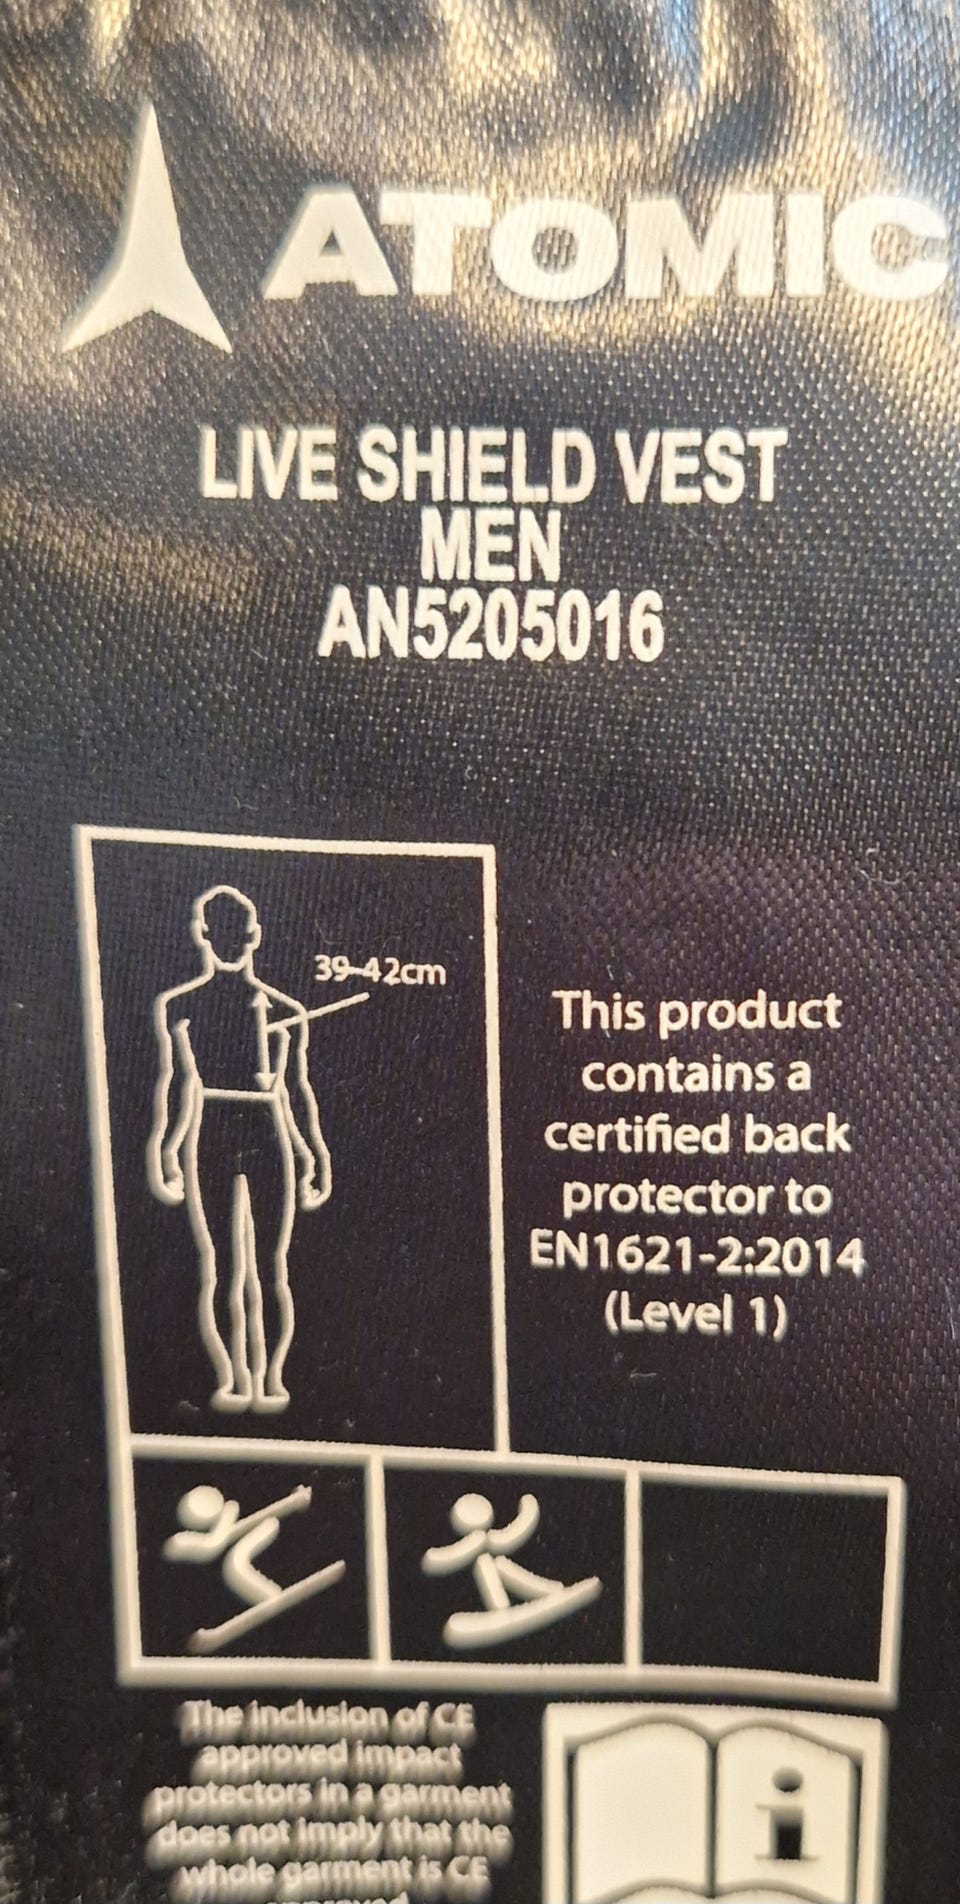 ATOMIC
LIVE SHIELD VEST
MEN
AN5205016
39-42cm
This product
contains a
certified back
protector to
EN1621-2:2014
(Level 1)
The inclusion of CE
approved impact
protectors in a garment
does not imply that the
whole garment is CE
approved
i